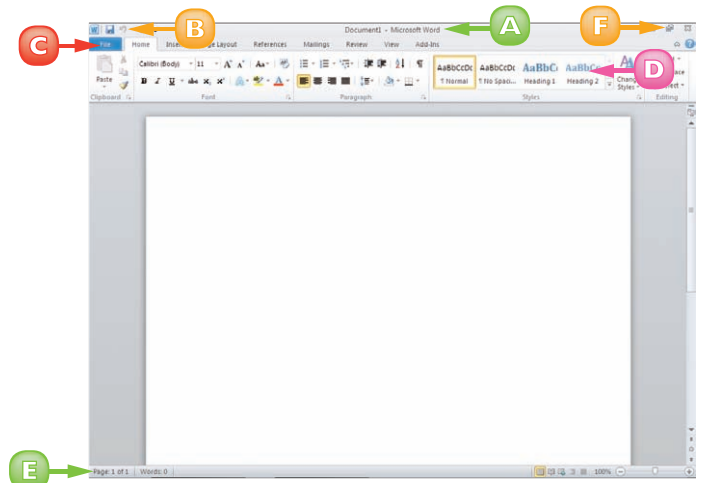 B
A
F
W
Document1 - Microsoft Word
C
File Home Page Layout References Mailings Review View Add-Ins
D
Calibri (Body) 11
Paste
B I U abc x, x² A
AaBbCcDc AaBbCcDc AaBbC AaBbCc
¶ Normal ¶ No Spaci... Heading 1 Heading 2 Change Styles
Clipboard Font Paragraph Styles Editing
E
Page: 1 of 1 Words: 0 100%